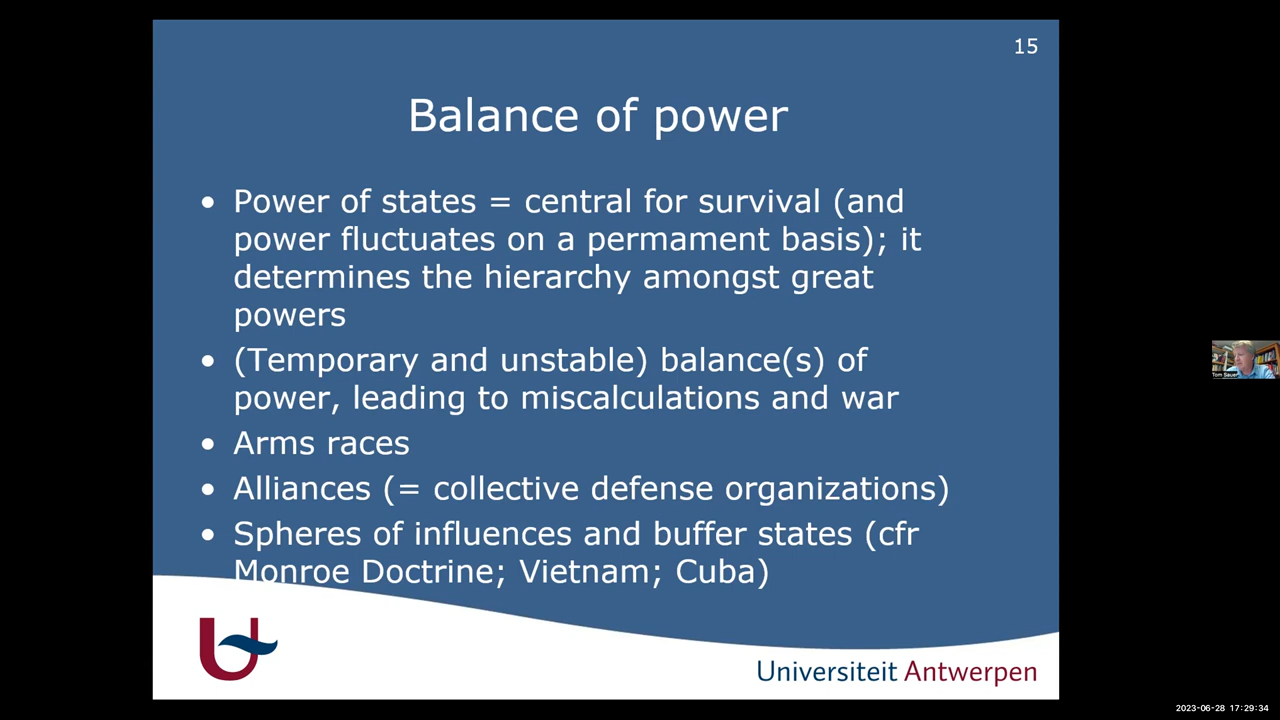 15
Balance of power
• Power of states = central for survival (and
power fluctuates on a permament basis); it
determines the hierarchy amongst great
powers
• (Temporary and unstable) balance(s) of
power, leading to miscalculations and war
• Arms races
• Alliances (= collective defense organizations)
• Spheres of influences and buffer states (cfr
Monroe Doctrine; Vietnam; Cuba)
Tom Sauer
Universiteit Antwerpen
2023-06-28 17:29:34